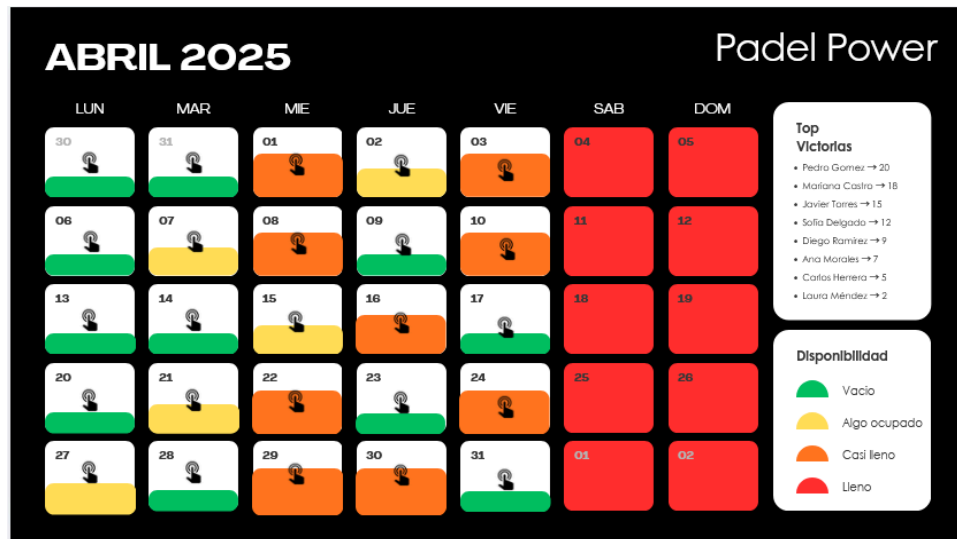 ABRIL 2025
Padel Power
LUN MAR MIE JUE VIE SAB DOM
30 31 01 02 03 04 05
06 07 08 09 10 11 12
13 14 15 16 17 18 19
20 21 22 23 24 25 26
27 28 29 30 31 01 02
Top
Victorias
• Pedro Gomez → 20
• Mariana Castro → 18
• Javier Torres → 15
• Sofía Delgado → 12
• Diego Ramírez → 9
• Ana Morales → 7
• Carlos Herrera → 5
• Laura Méndez → 2
Disponibilidad
Vacio
Algo ocupado
Casi lleno
Lleno